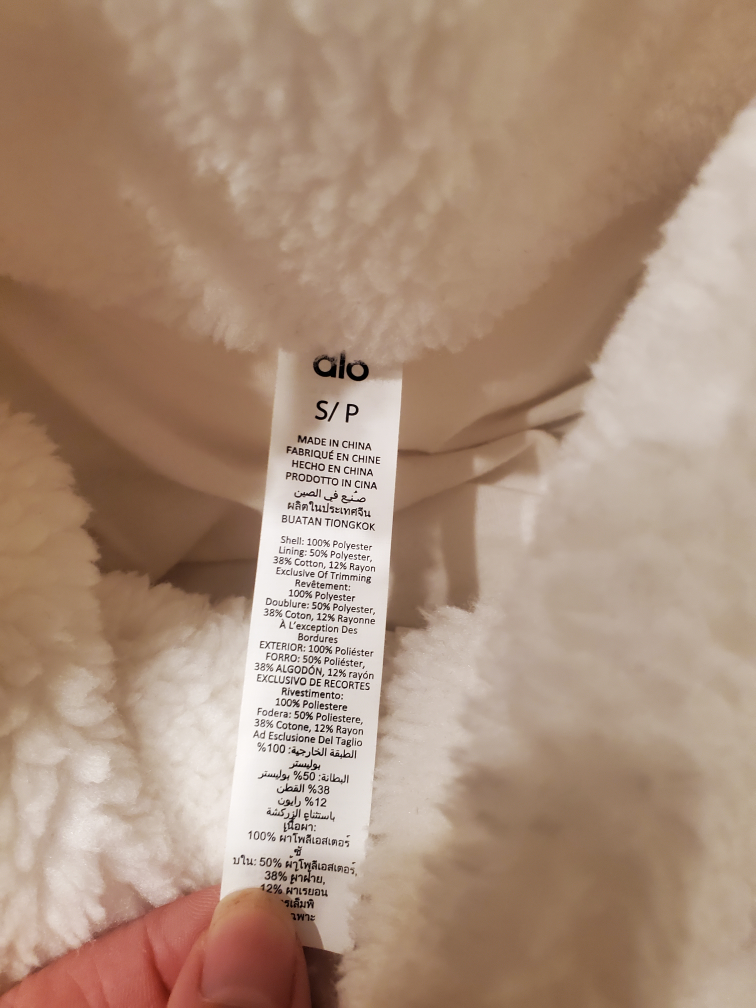 alo
S/ P
MADE IN CHINA
FABRIQUÉ EN CHINE
HECHO EN CHINA
PRODOTTO IN CINA
صنع في الصين
ผลิตในประเทศจีน
BUATAN TIONGKOK
Shell: 100% Polyester
Lining: 50% Polyester,
38% Cotton, 12% Rayon
Exclusive Of Trimming
Revêtement:
100% Polyester
Doublure: 50% Polyester,
38% Coton, 12% Rayonne
À L'exception Des
Bordures
EXTERIOR: 100% Poliéster
FORRO: 50% Poliéster,
38% ALGODÓN, 12% rayón
EXCLUSIVO DE RECORTES
Rivestimento:
100% Poliestere
Fodera: 50% Poliestere,
38% Cotone, 12% Rayon
Ad Esclusione Del Taglio
الطبقة الخارجية: 100%
بوليستر
البطانة: 50% بوليستر
38% القطن
12% رايون
باستثناء الزركشة
เนื้อผา:
100% ผ่าโพลีเอสเตอร์
ซั
บใน: 50% ผ้าโพลีเอสเตอร์,
38% ผ่าฝ่าย,
12% ผ่าเรยอน